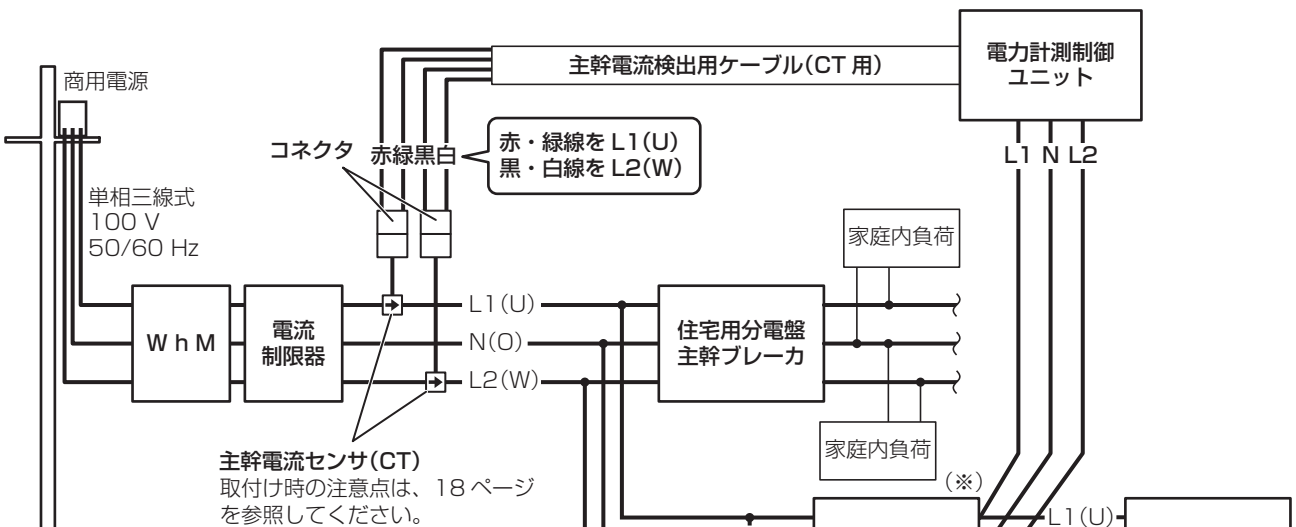 主幹電流検出用ケーブル(CT 用)
電力計測制御
ユニット
商用電源
コネクタ
赤緑黒白
赤・緑線を L1(U)
黒・白線を L2(W)
L1 N L2
単相三線式
100 V
50/60 Hz
家庭内負荷
W h M
電流
制限器
L1(U)
N(O)
L2(W)
住宅用分電盤
主幹ブレーカ
家庭内負荷
主幹電流センサ(CT)
取付け時の注意点は、18 ページ
を参照してください。
(※)
L1(U)